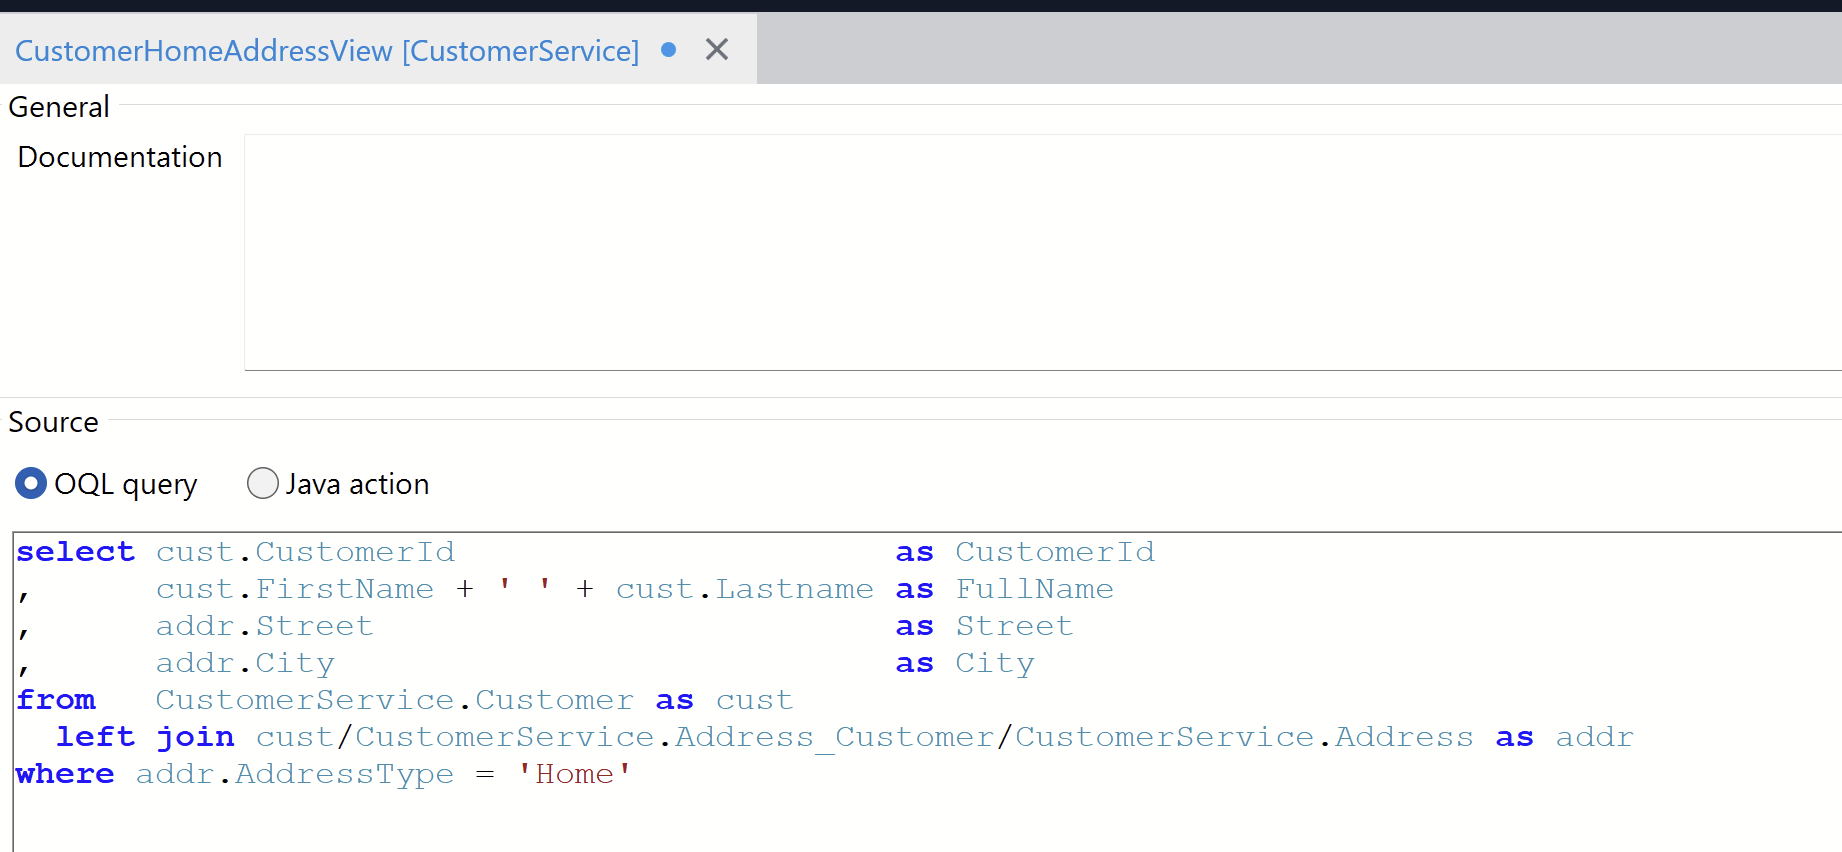 CustomerHomeAddressView [CustomerService]
General
Documentation
Source
OQL query Java action
select cust.CustomerId as CustomerId
, cust.FirstName + ' ' + cust.Lastname as FullName
, addr.Street as Street
, addr.City as City
from CustomerService.Customer as cust
left join cust/CustomerService.Address_Customer/CustomerService.Address as addr
where addr.AddressType = 'Home'